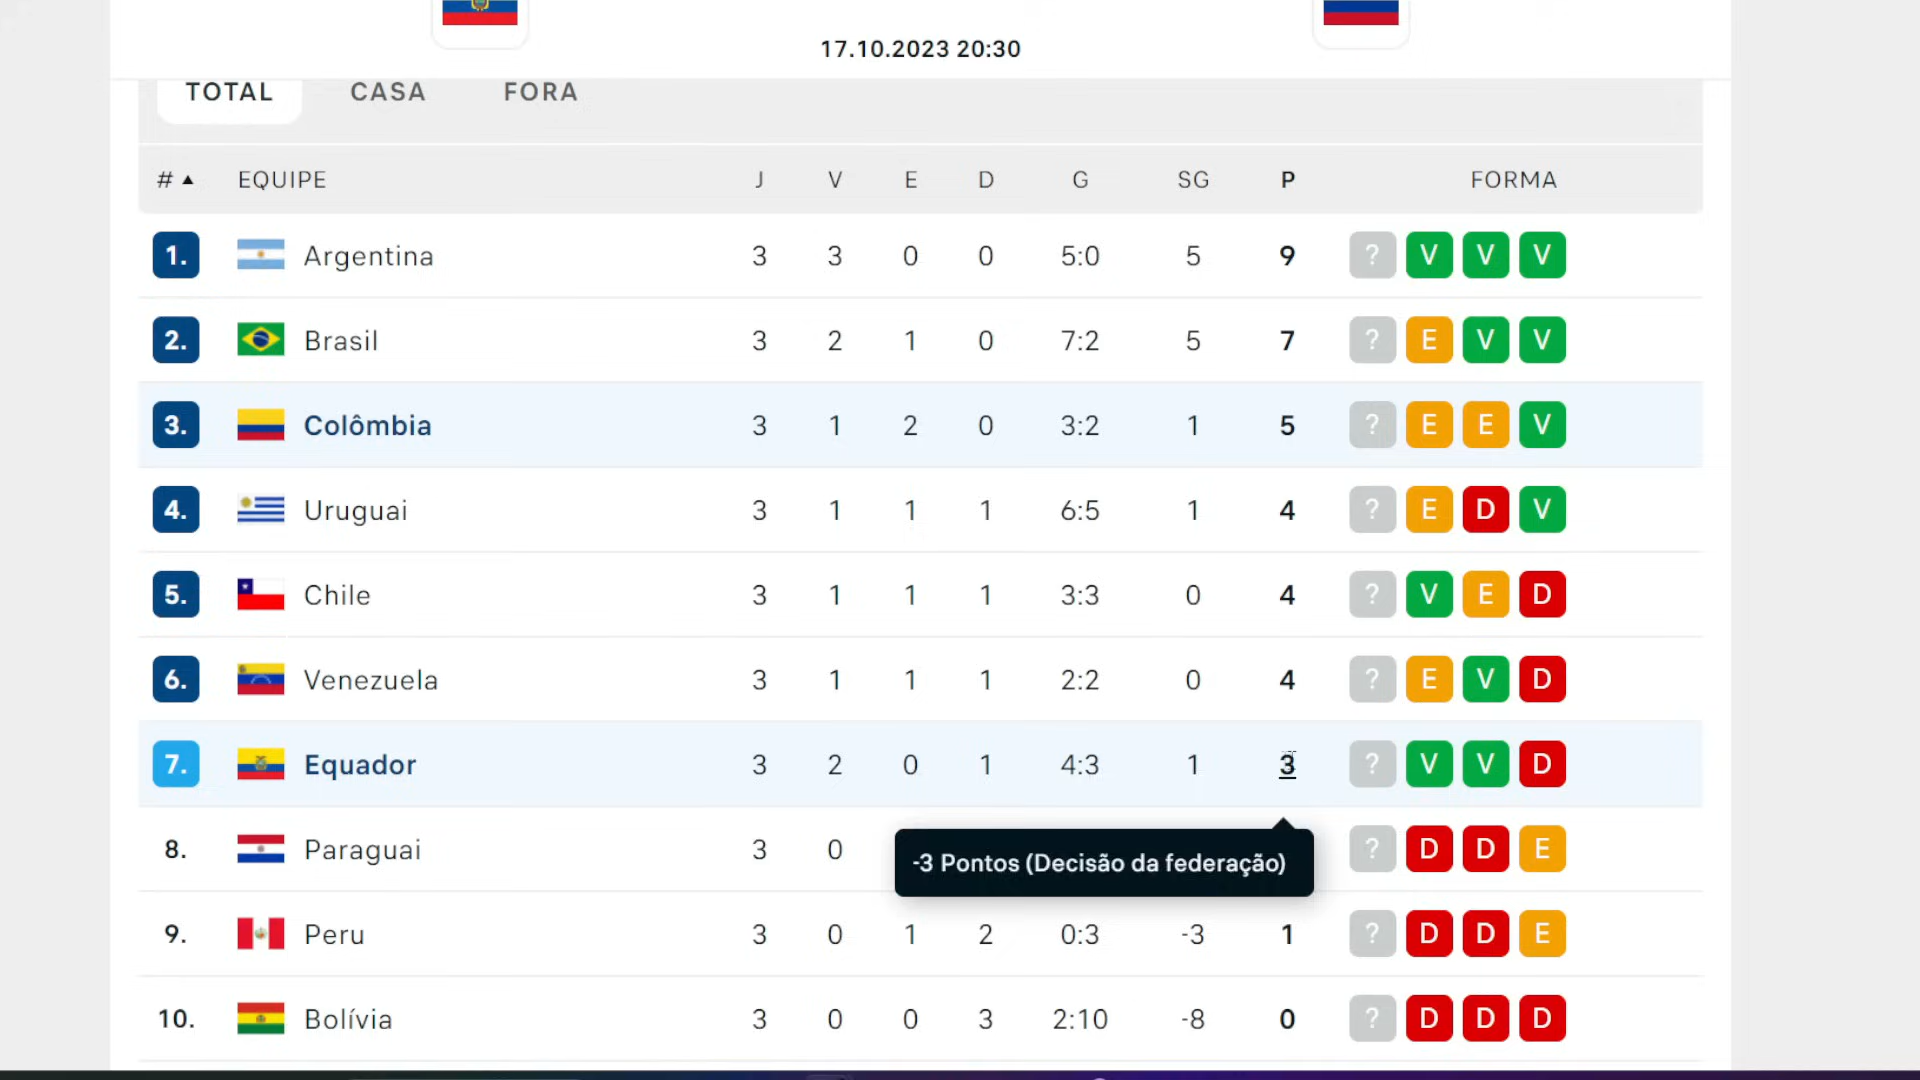 17.10.2023 20:30
TOTAL CASA FORA
# ▲ EQUIPE J V E D G SG P FORMA
1. Argentina 3 3 0 0 5:0 5 9 ? V V V
2. Brasil 3 2 1 0 7:2 5 7 ? E V V
3. Colômbia 3 1 2 0 3:2 1 5 ? E E V
4. Uruguai 3 1 1 1 6:5 1 4 ? E D V
5. Chile 3 1 1 1 3:3 0 4 ? V E D
6. Venezuela 3 1 1 1 2:2 0 4 ? E V D
7. Equador 3 2 0 1 4:3 1 3 ? V V D
8. Paraguai 3 0 ? D D E
-3 Pontos (Decisão da federação)
9. Peru 3 0 1 2 0:3 -3 1 ? D D E
10. Bolívia 3 0 0 3 2:10 -8 0 ? D D D